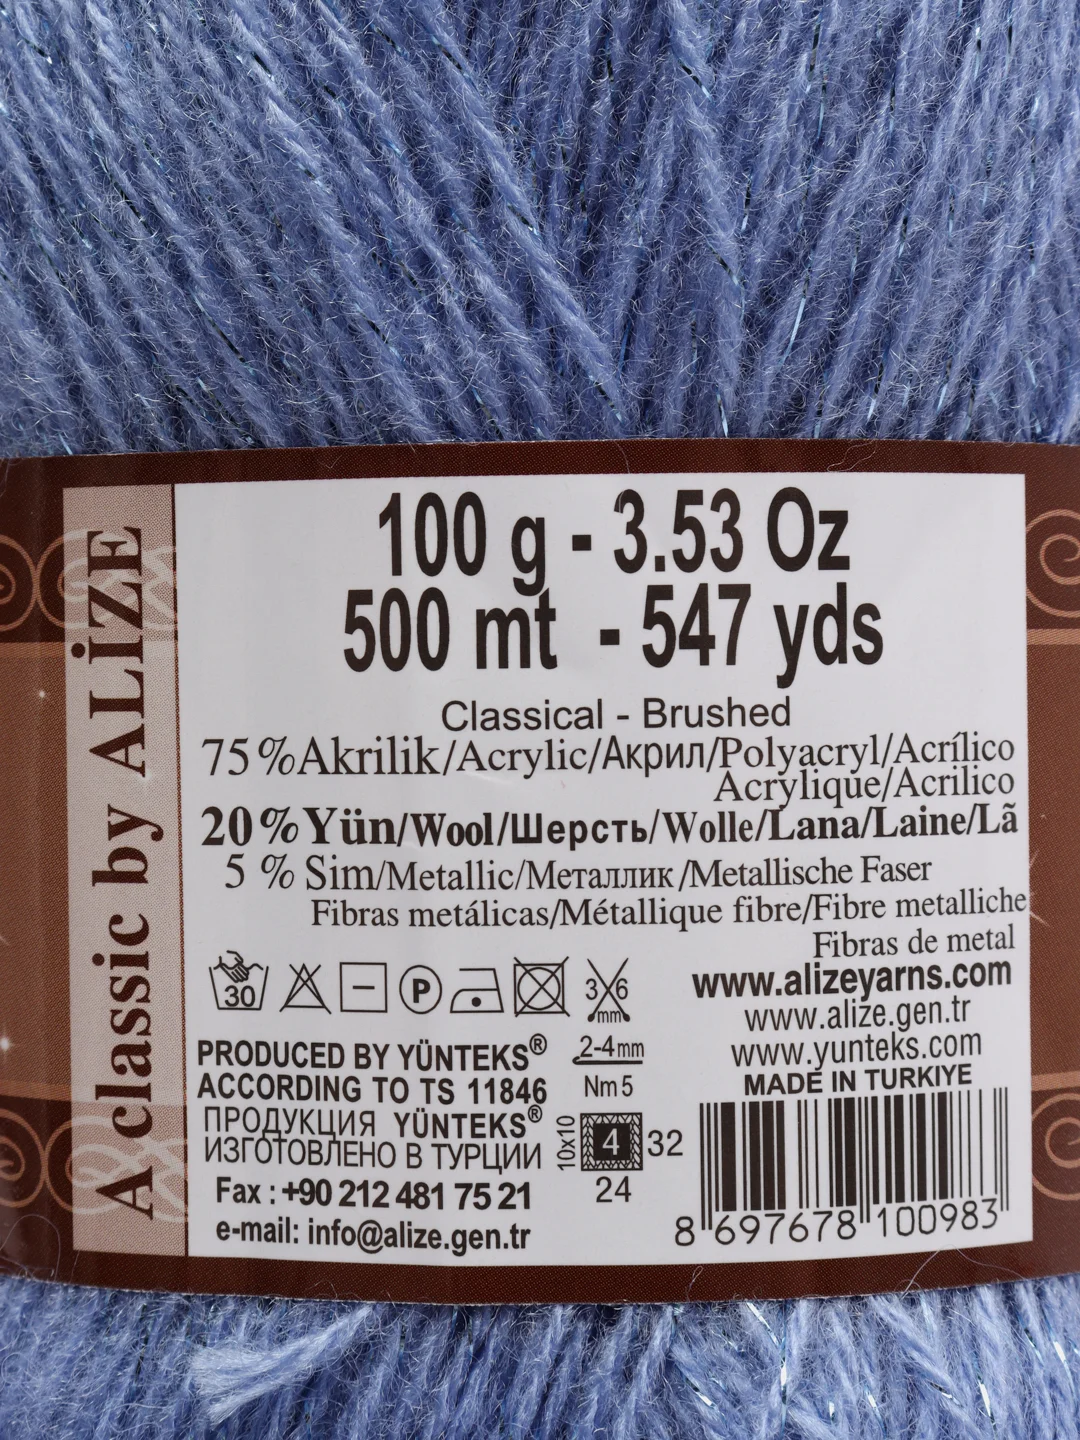 A classic by ALİZE
100 g - 3.53 Oz
500 mt - 547 yds
Classical - Brushed
75%Akrilik/Acrylic/Акрил/Polyacryl/Acrílico
Acrylique/Acrilico
20%Yün/Wool/Шерсть/Wolle/Lana/Laine/Lã
5 % Sim/Metallic/Металлик/Metallische Faser
Fibras metálicas/Métallique fibre/Fibre metalliche
Fibras de metal
30
P
3 6
mm
www.alizeyarns.com
www.alize.gen.tr
www.yunteks.com
MADE IN TURKIYE
PRODUCED BY YÜNTEKS®
ACCORDING TO TS 11846
ПРОДУКЦИЯ YÜNTEKS®
ИЗГОТОВЛЕНО В ТУРЦИИ
Fax : +90 212 481 75 21
e-mail: info@alize.gen.tr
2-4mm
Nm 5
10x10
4
32
24
8 697678 100983